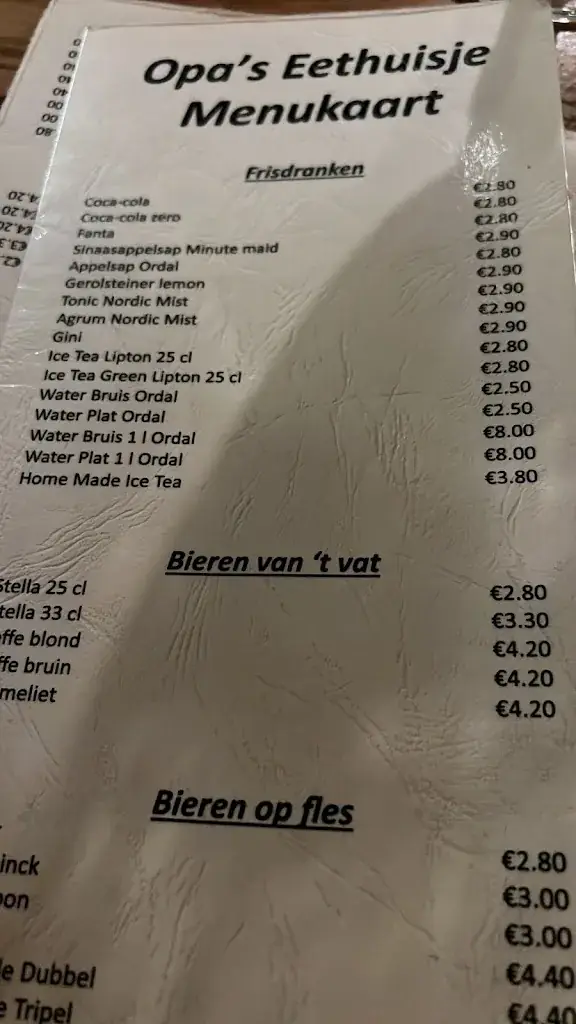 Opa's Eethuisje
Menukaart
Frisdranken
Coca-cola €2.80
Coca-cola zero €2.80
Fanta €2.80
Sinaasappelsap Minute maid €2.90
Appelsap Ordal €2.80
Gerolsteiner lemon €2.90
Tonic Nordic Mist €2.90
Agrum Nordic Mist €2.90
Gini €2.90
Ice Tea Lipton 25 cl €2.80
Ice Tea Green Lipton 25 cl €2.80
Water Bruis Ordal €2.50
Water Plat Ordal €2.50
Water Bruis 1 l Ordal €8.00
Water Plat 1 l Ordal €8.00
Home Made Ice Tea €3.80
Bieren van 't vat
Stella 25 cl €2.80
tella 33 cl €3.30
ffe blond €4.20
ffe bruin €4.20
meliet €4.20
Bieren op fles
inck €2.80
on €3.00
€3.00
le Dubbel €4.40
e Tripel €4.40